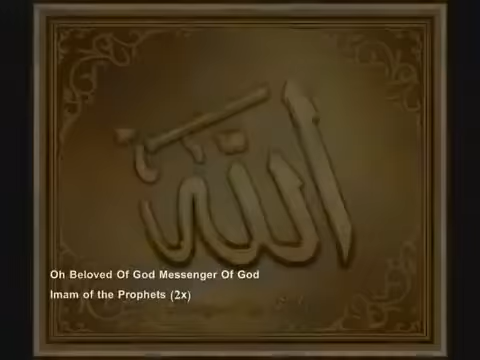 الله
Oh Beloved Of God Messenger Of God
Imam of the Prophets (2x)